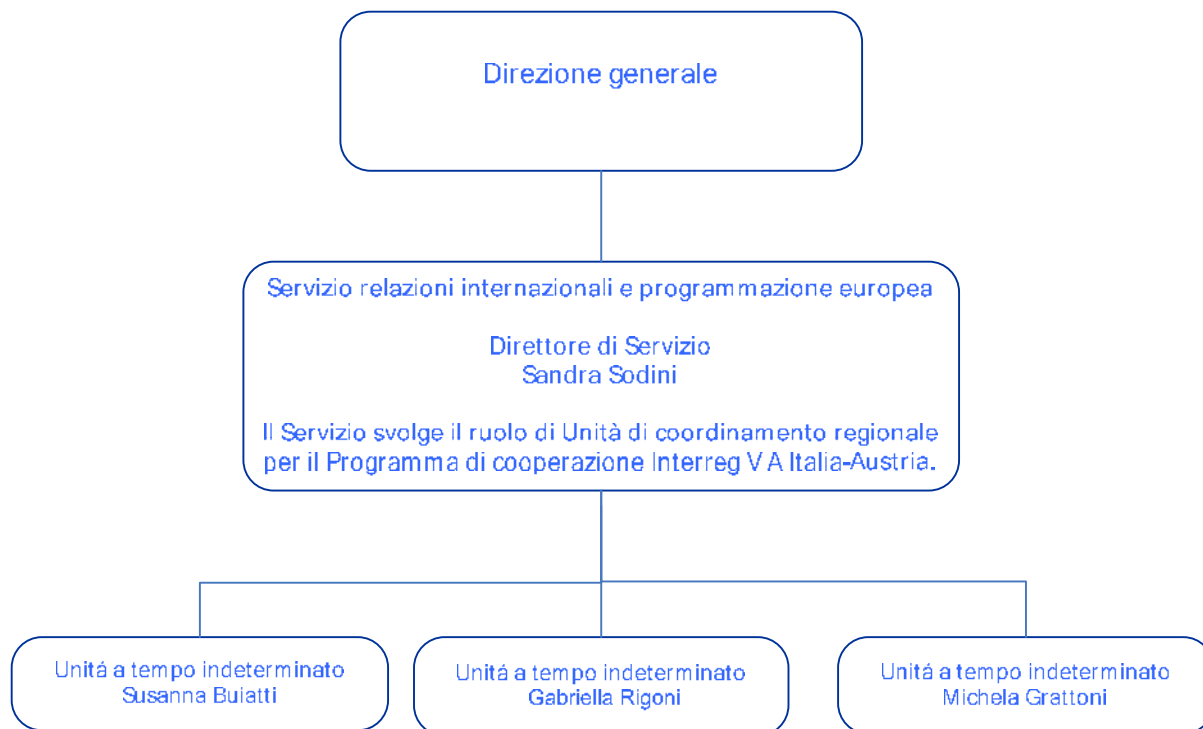 Direzione generale
Servizio relazioni internazionali e programmazione europea
Direttore di Servizio
Sandra Sodini
Il Servizio svolge il ruolo di Unità di coordinamento regionale
per il Programma di cooperazione Interreg V A Italia-Austria.
Unitá a tempo indeterminato
Susanna Buiatti
Unitá a tempo indeterminato
Gabriella Rigoni
Unitá a tempo indeterminato
Michela Grattoni